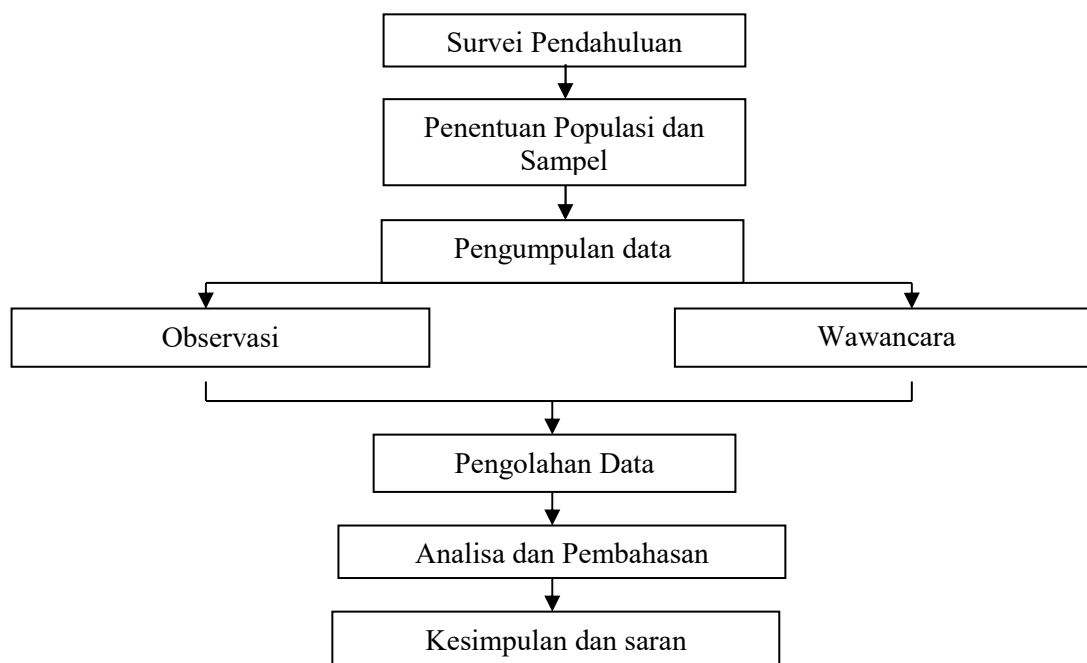 Survei Pendahuluan
Penentuan Populasi dan
Sampel
Pengumpulan data
Observasi
Wawancara
Pengolahan Data
Analisa dan Pembahasan
Kesimpulan dan saran